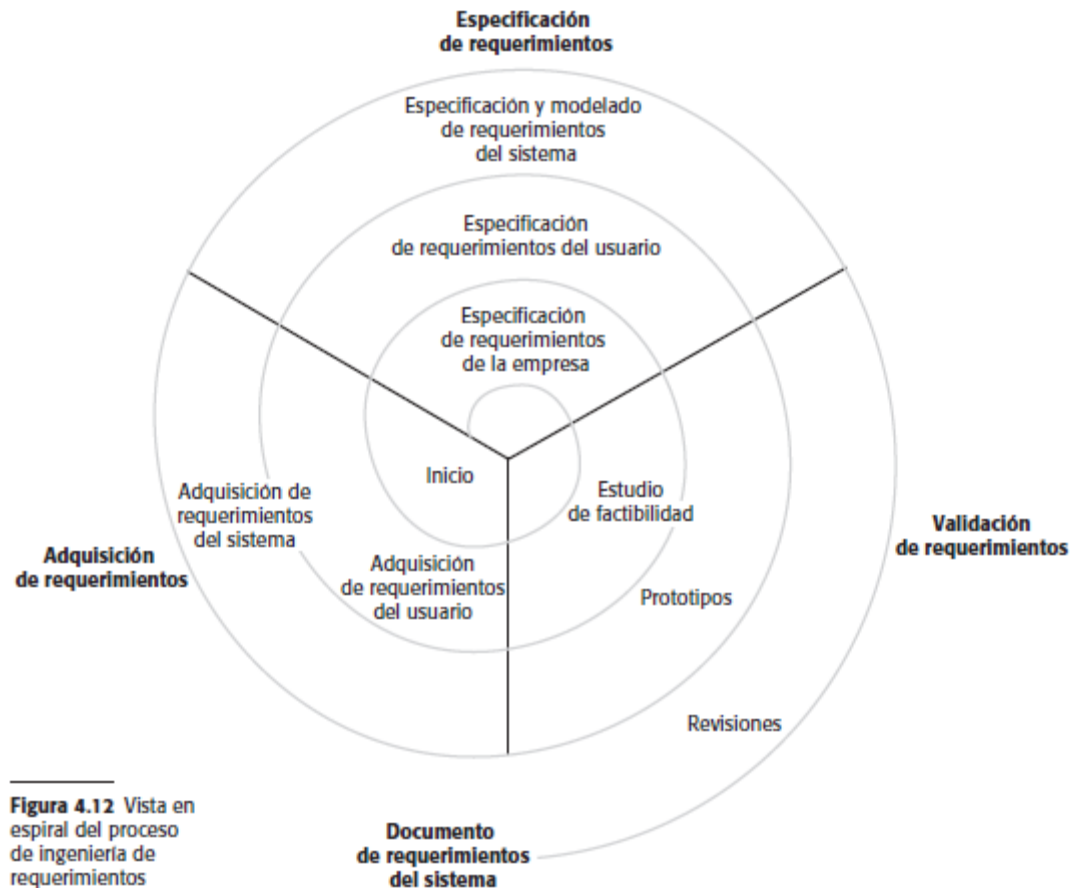 Especificación
de requerimientos
Especificación y modelado
de requerimientos
del sistema
Especificación
de requerimientos del usuario
Especificación
de requerimientos
de la empresa
Inicio
Estudio
de factibilidad
Adquisición de
requerimientos
del sistema
Adquisición
de requerimientos
Validación
de requerimientos
Adquisición
de requerimientos
del usuario
Prototipos
Revisiones
Figura 4.12 Vista en
espiral del proceso
de ingeniería de
requerimientos
Documento
de requerimientos
del sistema